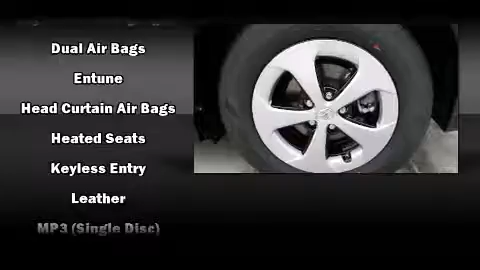 Dual Air Bags
Entune
Head Curtain Air Bags
Heated Seats
Keyless Entry
Leather
MP3 (Single Disc)